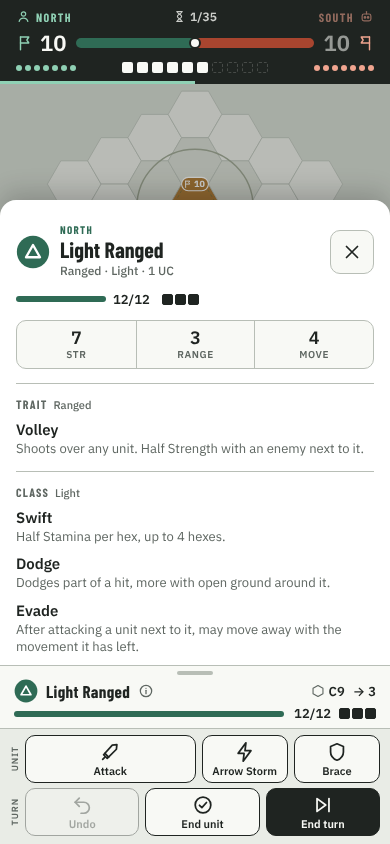 NORTH
1/35
SOUTH
10
10
10
NORTH
Light Ranged
Ranged · Light · 1 UC
12/12
7
3
4
STR
RANGE
MOVE
TRAIT Ranged
Volley
Shoots over any unit. Half Strength with an enemy next to it.
CLASS Light
Swift
Half Stamina per hex, up to 4 hexes.
Dodge
Dodges part of a hit, more with open ground around it.
Evade
After attacking a unit next to it, may move away with the
movement it has left.
Light Ranged
C9 → 3
12/12
UNIT
Attack
Arrow Storm
Brace
TURN
Undo
End unit
End turn